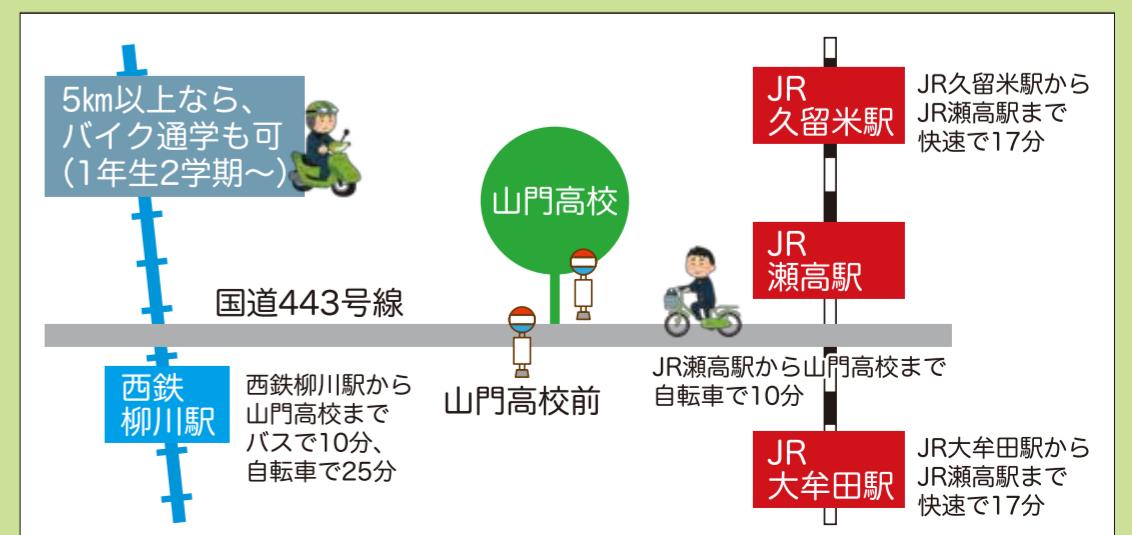 5㎞以上なら、
バイク通学も可
(1年生2学期〜)
山門高校
JR
久留米駅
JR久留米駅から
JR瀬高駅まで
快速で17分
JR
瀬高駅
国道443号線
西鉄
柳川駅
西鉄柳川駅から
山門高校まで
バスで10分、
自転車で25分
山門高校前
JR瀬高駅から山門高校まで
自転車で10分
JR
大牟田駅
JR大牟田駅から
JR瀬高駅まで
快速で17分